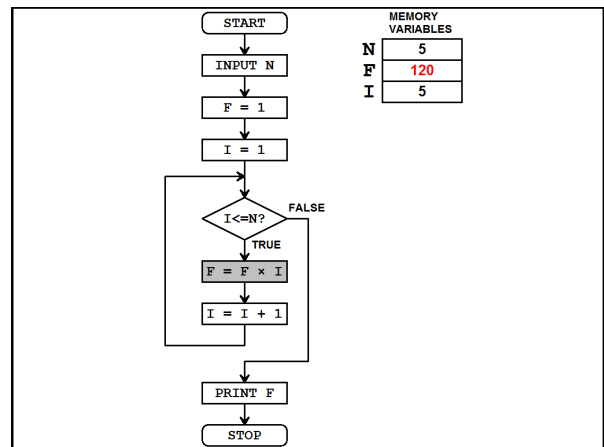 START
INPUT N
F = 1
I = 1
I<=N?
FALSE
TRUE
F = F × I
I = I + 1
PRINT F
STOP
MEMORY
VARIABLES
N 5
F 120
I 5